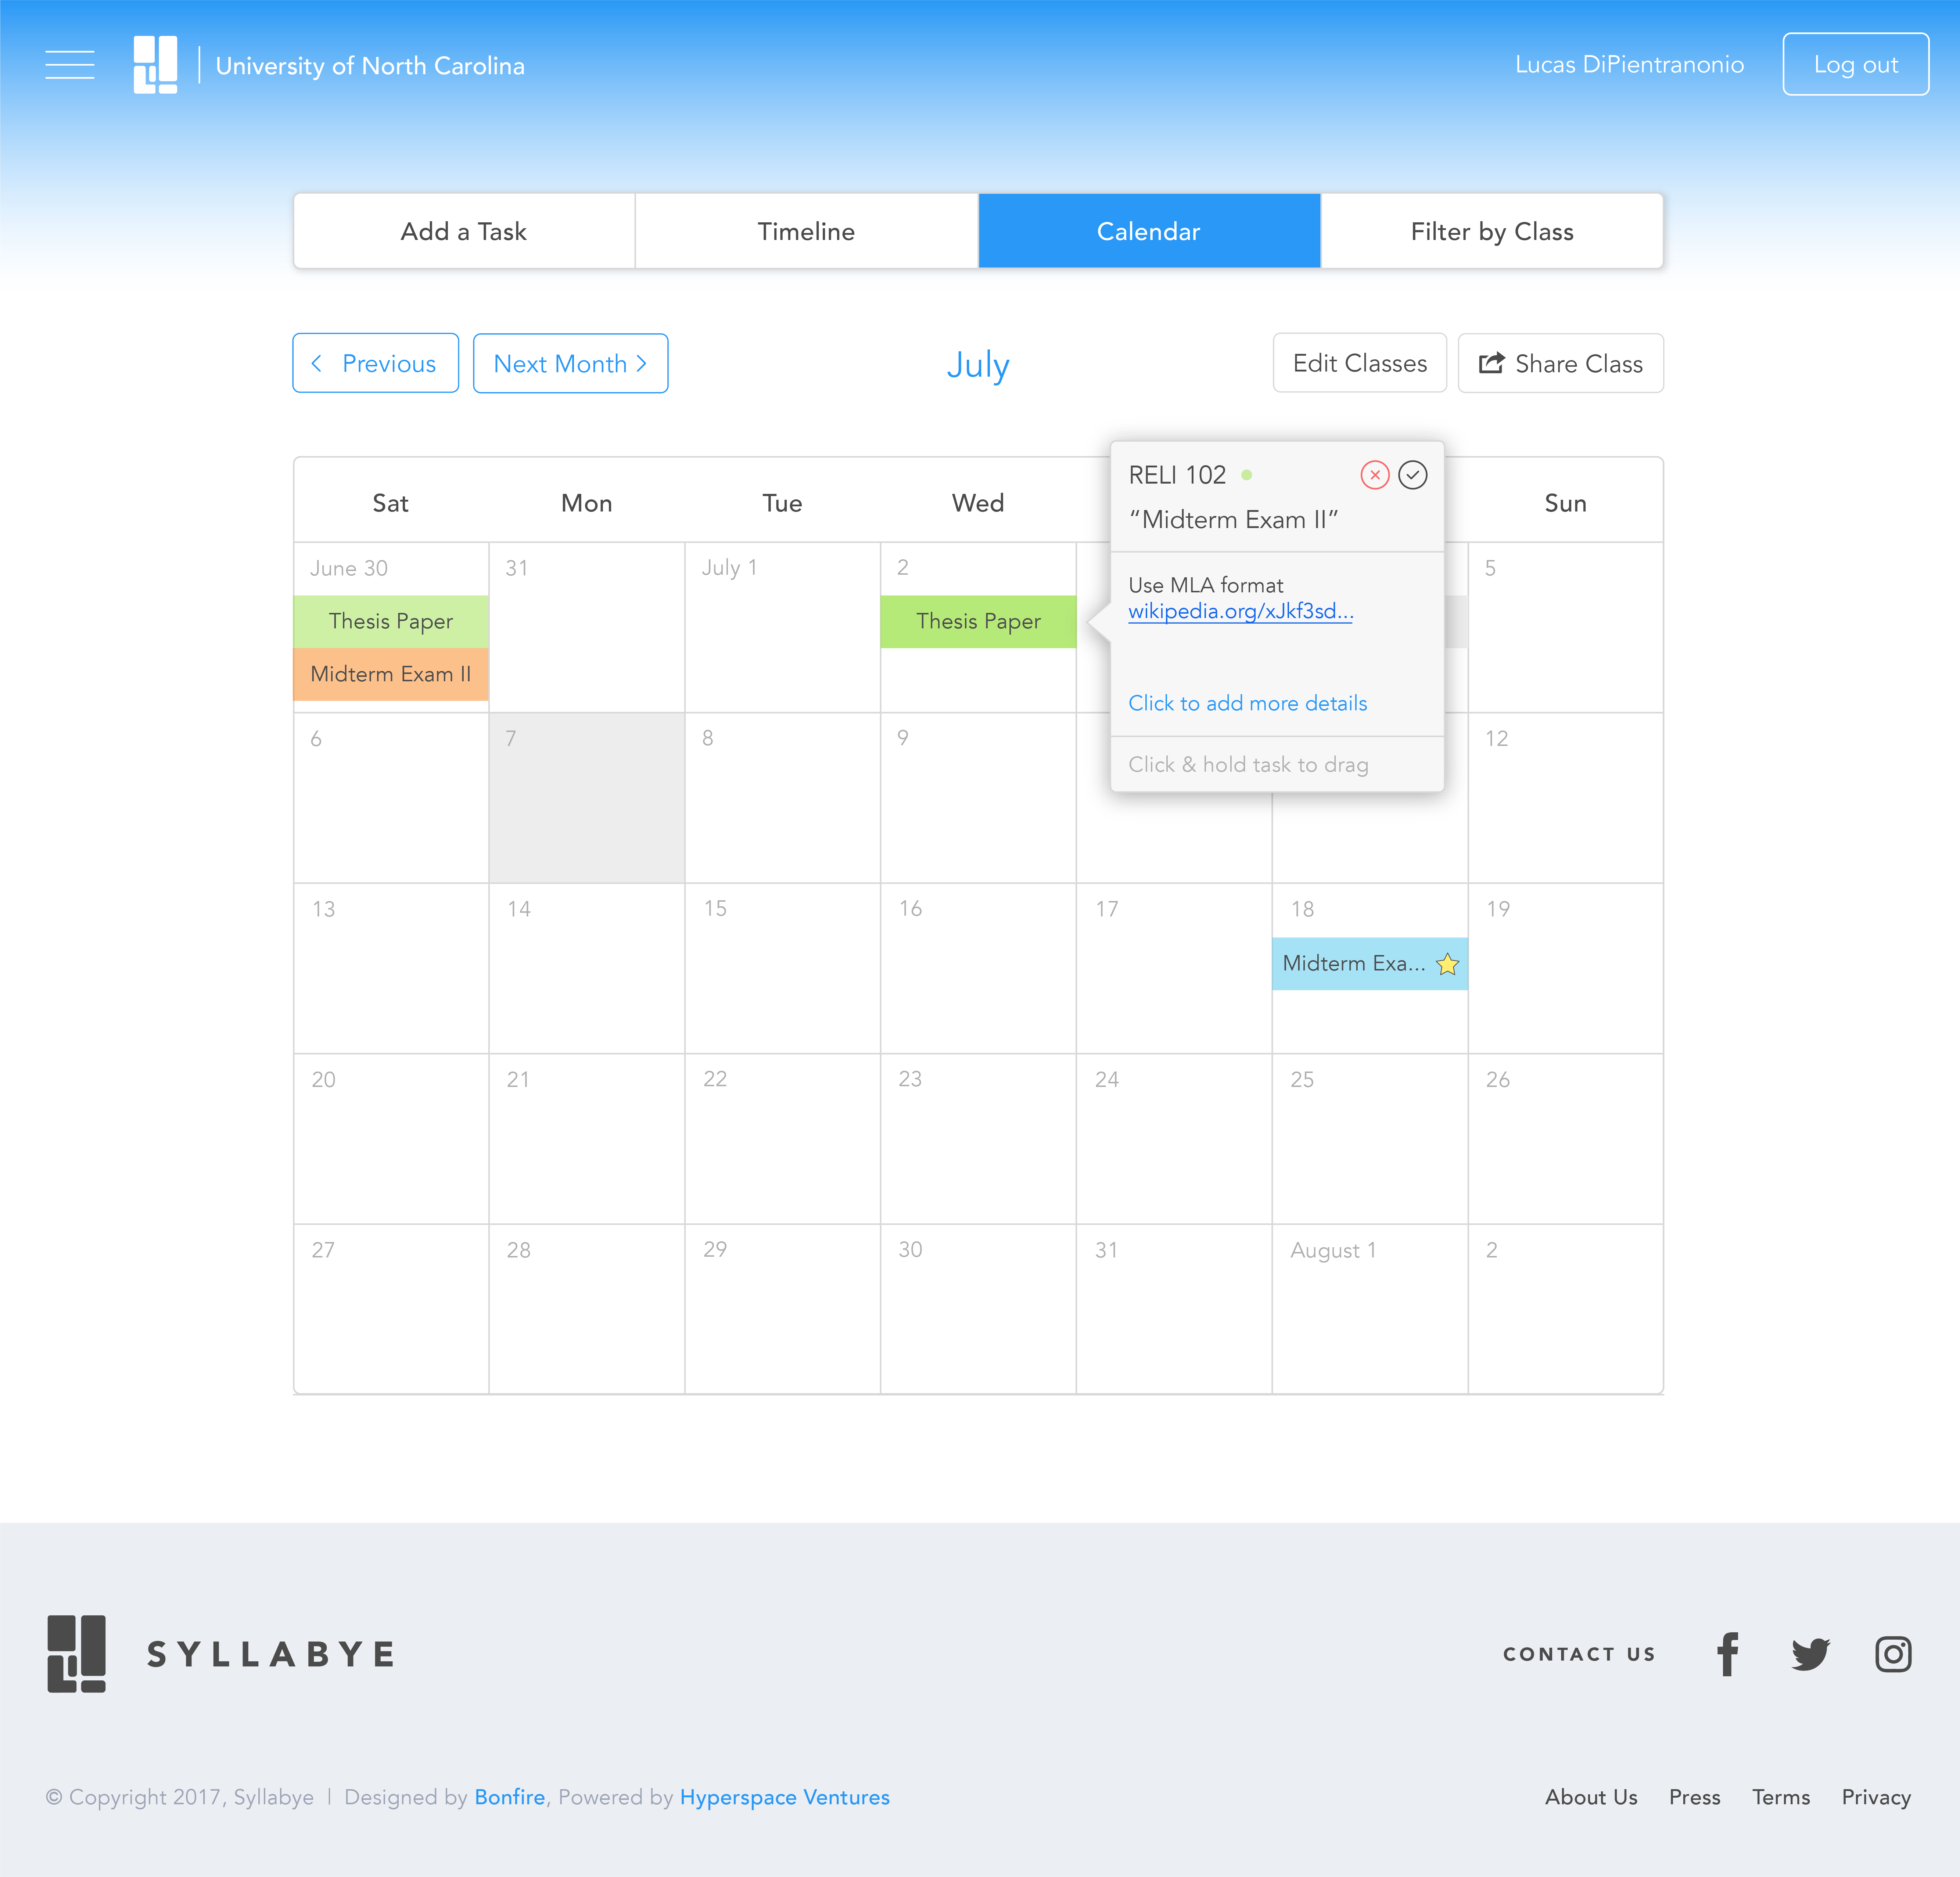 University of North Carolina
Lucas DiPientranonio
Log out
Add a Task
Timeline
Calendar
Filter by Class
Previous
Next Month
July
Edit Classes
Share Class
Sat
Mon
Tue
Wed
Sun
RELI 102
“Midterm Exam II”
Use MLA format
wikipedia.org/xJkf3sd...
Click to add more details
Click & hold task to drag
June 30
31
July 1
2
5
Thesis Paper
Thesis Paper
Midterm Exam II
6
7
8
9
12
13
14
15
16
17
18
19
Midterm Exa...
20
21
22
23
24
25
26
27
28
29
30
31
August 1
2
SYLLABYE
CONTACT US
© Copyright 2017, Syllabye | Designed by Bonfire, Powered by Hyperspace Ventures
About Us
Press
Terms
Privacy